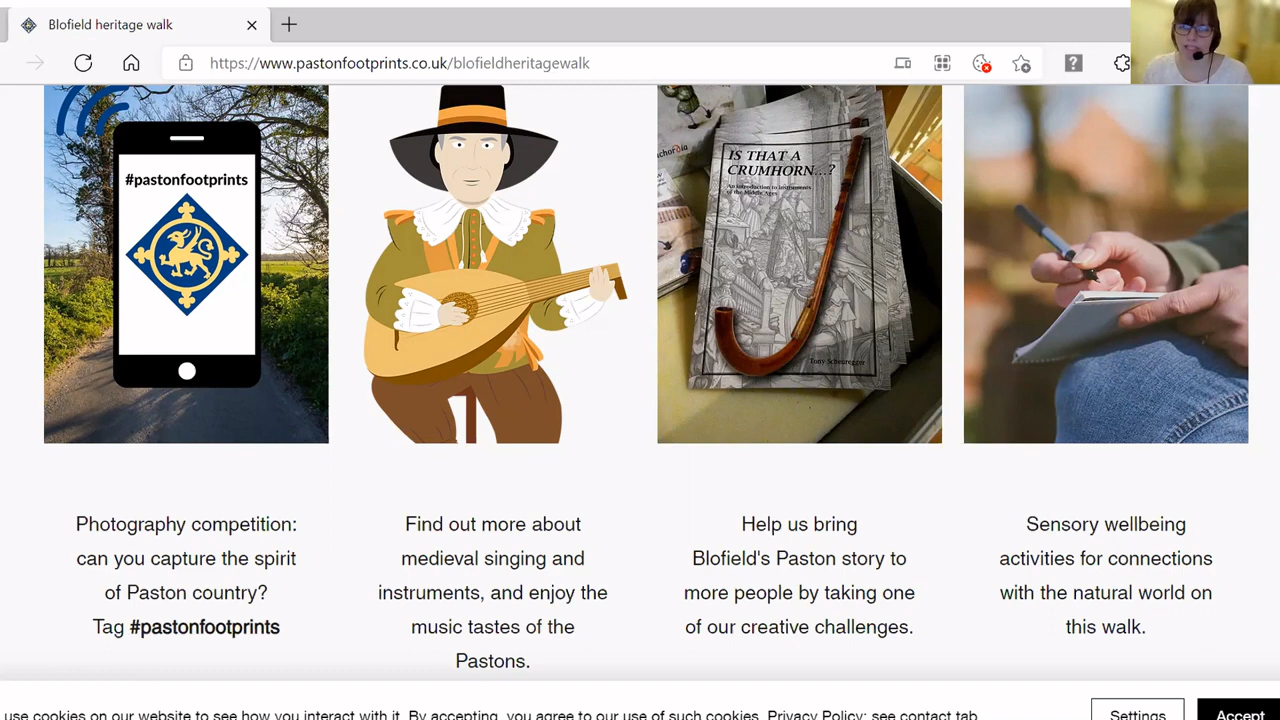 Blofield heritage walk
https://www.pastonfootprints.co.uk/blofieldheritagewalk
#pastonfootprints
IS THAT A
CRUMHORN...?
An introduction to instruments
of the Middle Ages
Tony Scheuregger
Photography competition:
can you capture the spirit
of Paston country?
Tag #pastonfootprints
Find out more about
medieval singing and
instruments, and enjoy the
music tastes of the
Pastons.
Help us bring
Blofield's Paston story to
more people by taking one
of our creative challenges.
Sensory wellbeing
activities for connections
with the natural world on
this walk.
use cookies on our website to see how you interact with it. By accepting, you agree to our use of such cookies. Privacy Policy: see contact tab
Settings
Accept